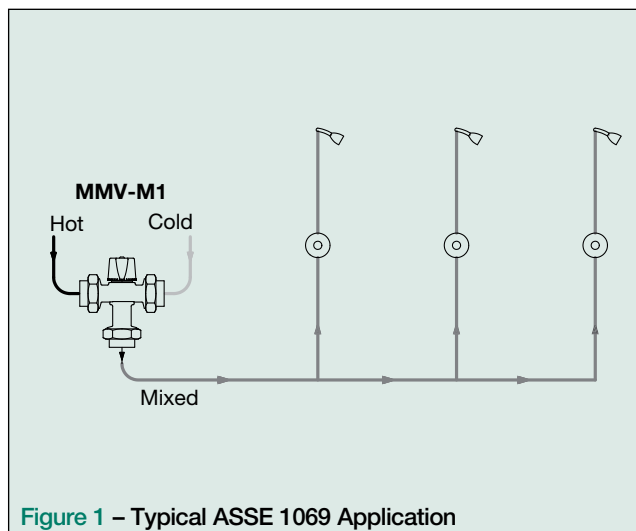 MMV-M1
Hot
Cold
Mixed
Figure 1 – Typical ASSE 1069 Application